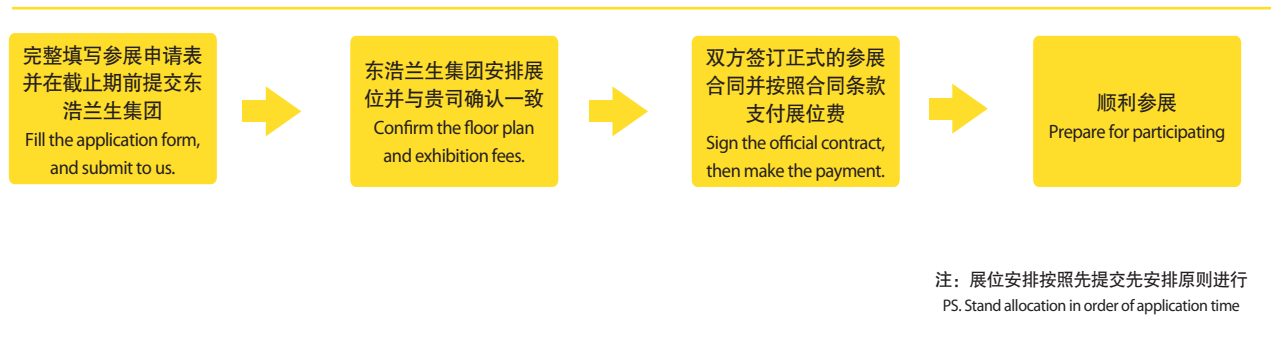 完整填写参展申请表
并在截止期前提交东
浩兰生集团
Fill the application form,
and submit to us.
东浩兰生集团安排展
位并与贵司确认一致
Confirm the floor plan
and exhibition fees.
双方签订正式的参展
合同并按照合同条款
支付展位费
Sign the official contract,
then make the payment.
顺利参展
Prepare for participating
注：展位安排按照先提交先安排原则进行
PS. Stand allocation in order of application time